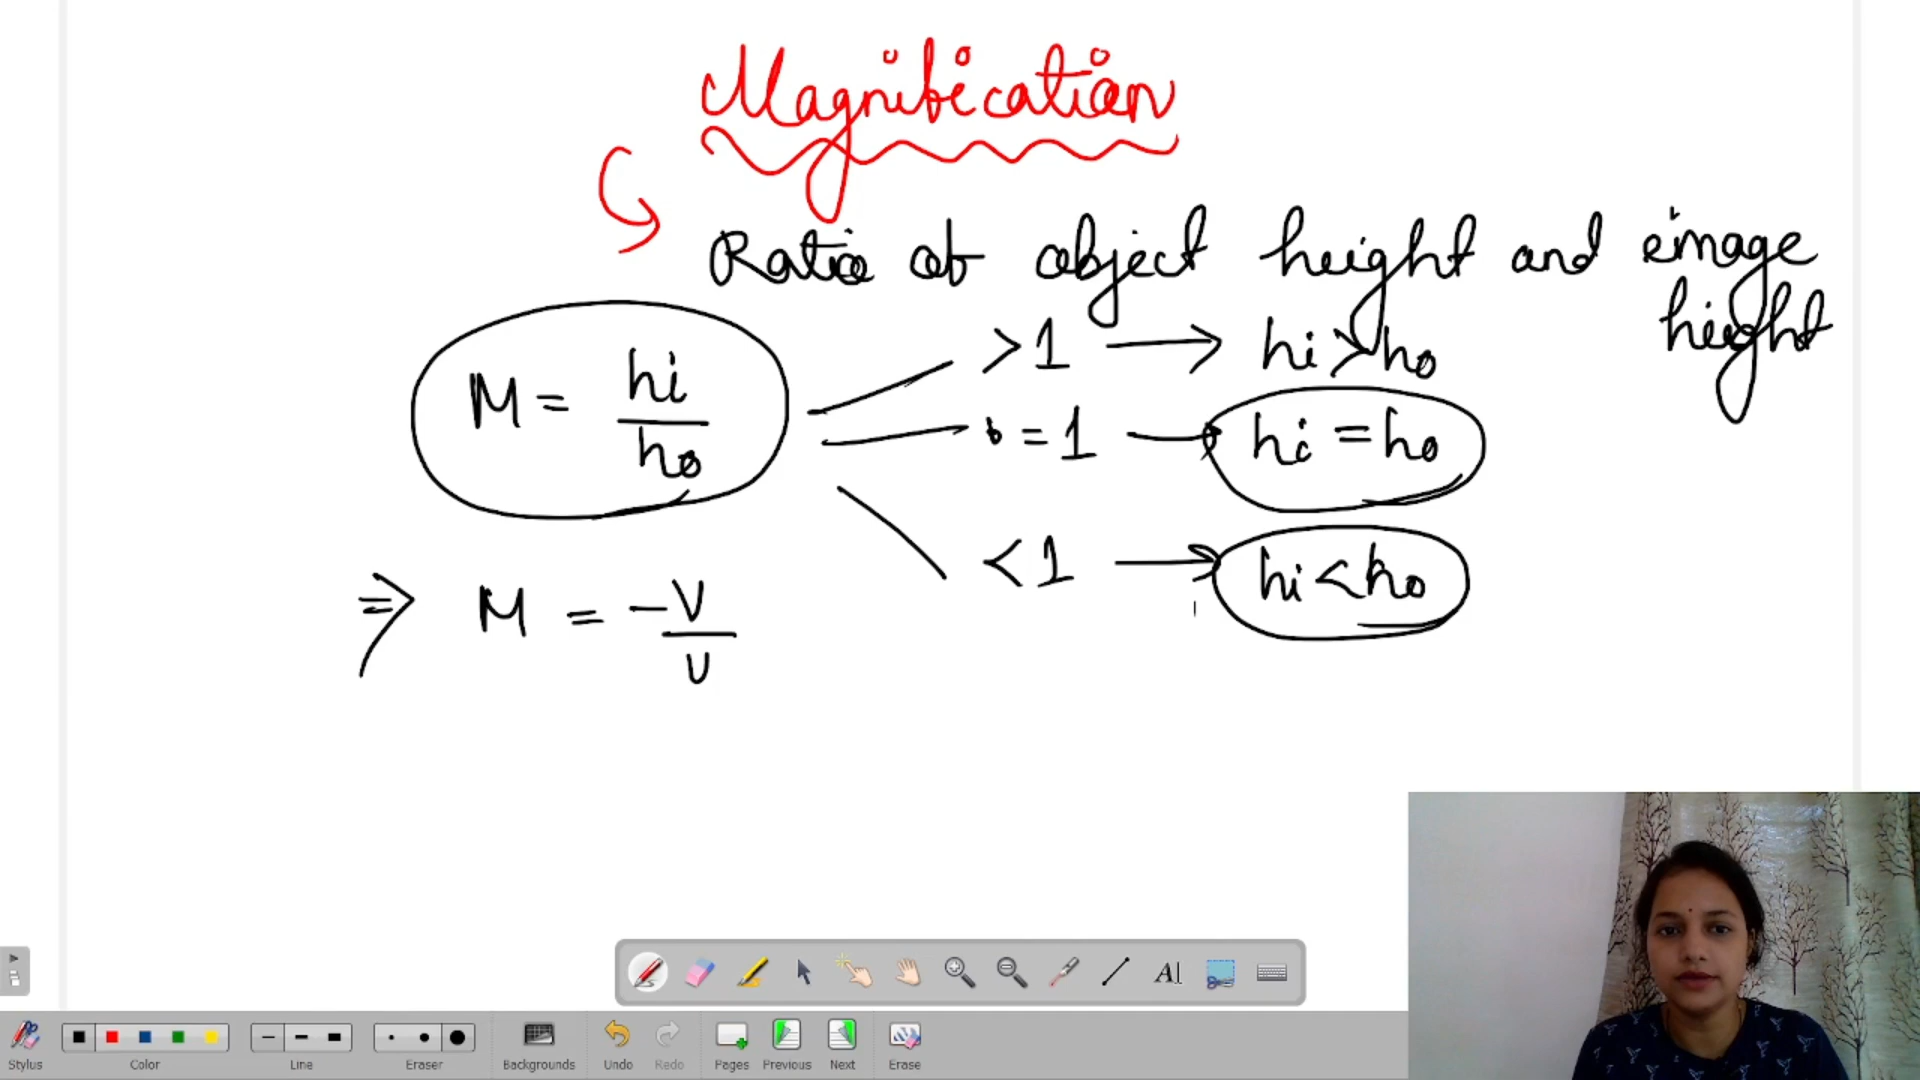 Magnification
Ratio of object height and image
height
M = hi / ho
>1 → hi > ho
= 1 → hi = ho
<1 → hi < ho
⇒ M = -v / u
AI
Stylus
Color
Line
Eraser
Backgrounds
Undo
Redo
Pages
Previous
Next
Erase